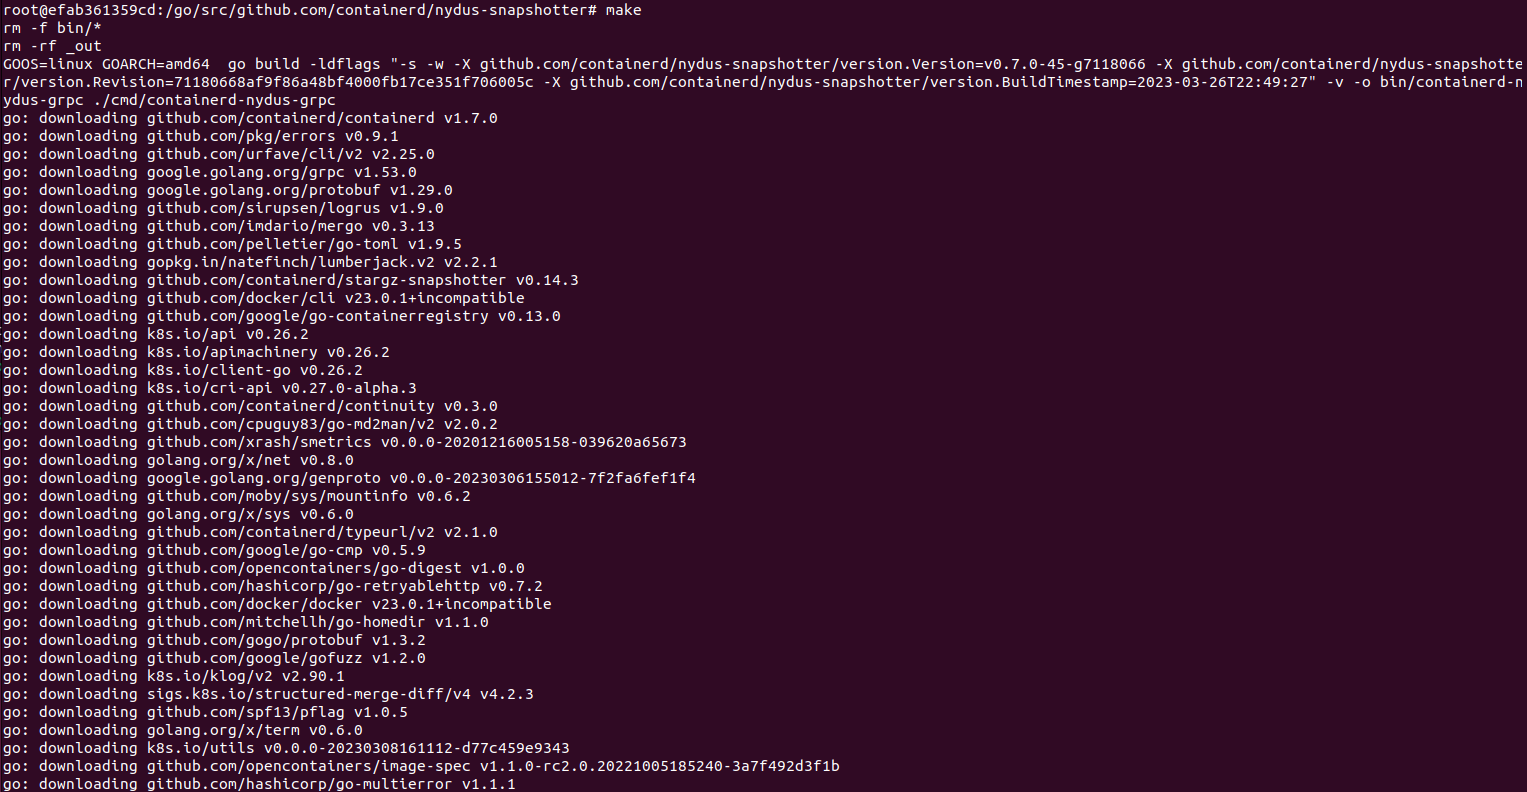 root@efab361359cd:/go/src/github.com/containerd/nydus-snapshotter# make
rm -f bin/*
rm -rf _out
GOOS=linux GOARCH=amd64  go build -ldflags "-s -w -X github.com/containerd/nydus-snapshotter/version.Version=v0.7.0-45-g7118066 -X github.com/containerd/nydus-snapshotte
r/version.Revision=71180668af9f86a48bf4000fb17ce351f706005c -X github.com/containerd/nydus-snapshotter/version.BuildTimestamp=2023-03-26T22:49:27" -v -o bin/containerd-n
ydus-grpc ./cmd/containerd-nydus-grpc
go: downloading github.com/containerd/containerd v1.7.0
go: downloading github.com/pkg/errors v0.9.1
go: downloading github.com/urfave/cli/v2 v2.25.0
go: downloading google.golang.org/grpc v1.53.0
go: downloading google.golang.org/protobuf v1.29.0
go: downloading github.com/sirupsen/logrus v1.9.0
go: downloading github.com/imdario/mergo v0.3.13
go: downloading github.com/pelletier/go-toml v1.9.5
go: downloading gopkg.in/natefinch/lumberjack.v2 v2.2.1
go: downloading github.com/containerd/stargz-snapshotter v0.14.3
go: downloading github.com/docker/cli v23.0.1+incompatible
go: downloading github.com/google/go-containerregistry v0.13.0
go: downloading k8s.io/api v0.26.2
go: downloading k8s.io/apimachinery v0.26.2
go: downloading k8s.io/client-go v0.26.2
go: downloading k8s.io/cri-api v0.27.0-alpha.3
go: downloading github.com/containerd/continuity v0.3.0
go: downloading github.com/cpuguy83/go-md2man/v2 v2.0.2
go: downloading github.com/xrash/smetrics v0.0.0-20201216005158-039620a65673
go: downloading golang.org/x/net v0.8.0
go: downloading google.golang.org/genproto v0.0.0-20230306155012-7f2fa6fef1f4
go: downloading github.com/moby/sys/mountinfo v0.6.2
go: downloading golang.org/x/sys v0.6.0
go: downloading github.com/containerd/typeurl/v2 v2.1.0
go: downloading github.com/google/go-cmp v0.5.9
go: downloading github.com/opencontainers/go-digest v1.0.0
go: downloading github.com/hashicorp/go-retryablehttp v0.7.2
go: downloading github.com/docker/docker v23.0.1+incompatible
go: downloading github.com/mitchellh/go-homedir v1.1.0
go: downloading github.com/gogo/protobuf v1.3.2
go: downloading github.com/google/gofuzz v1.2.0
go: downloading k8s.io/klog/v2 v2.90.1
go: downloading sigs.k8s.io/structured-merge-diff/v4 v4.2.3
go: downloading github.com/spf13/pflag v1.0.5
go: downloading golang.org/x/term v0.6.0
go: downloading k8s.io/utils v0.0.0-20230308161112-d77c459e9343
go: downloading github.com/opencontainers/image-spec v1.1.0-rc2.0.20221005185240-3a7f492d3f1b
go: downloading github.com/hashicorp/go-multierror v1.1.1